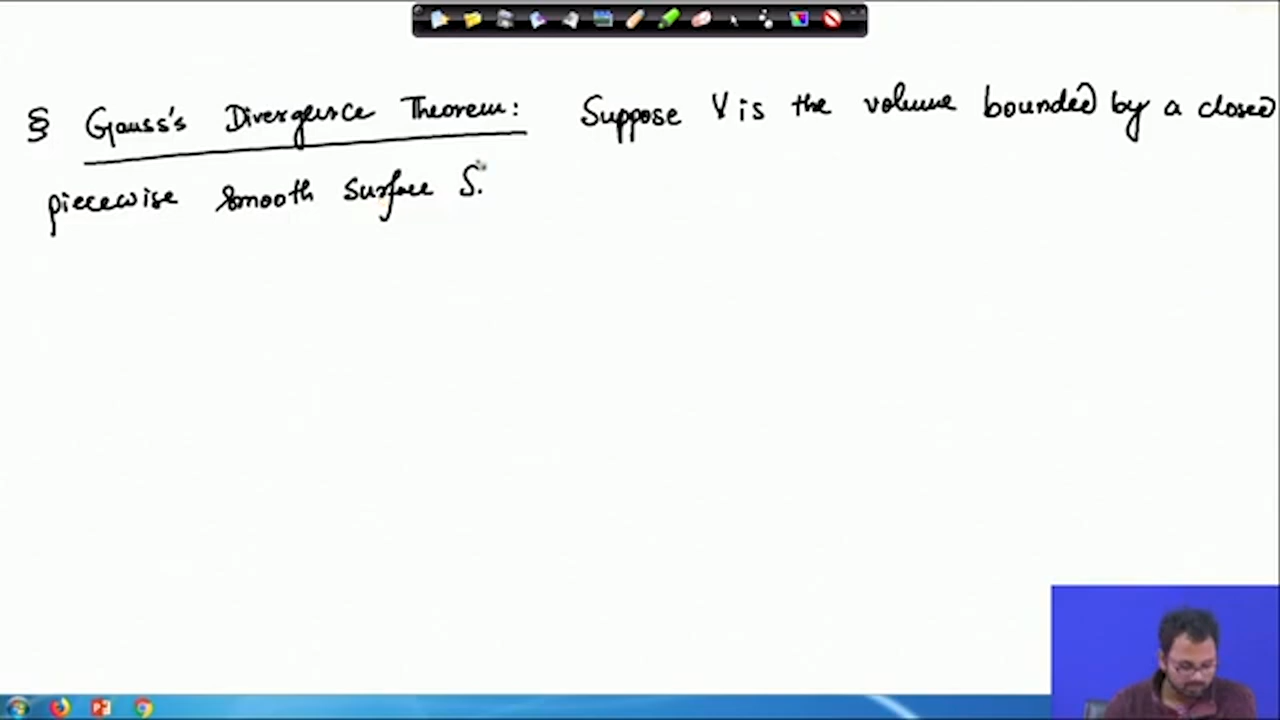 § Gauss's Divergence Theorem: Suppose V is the volume bounded by a closed
piecewise smooth surface S.